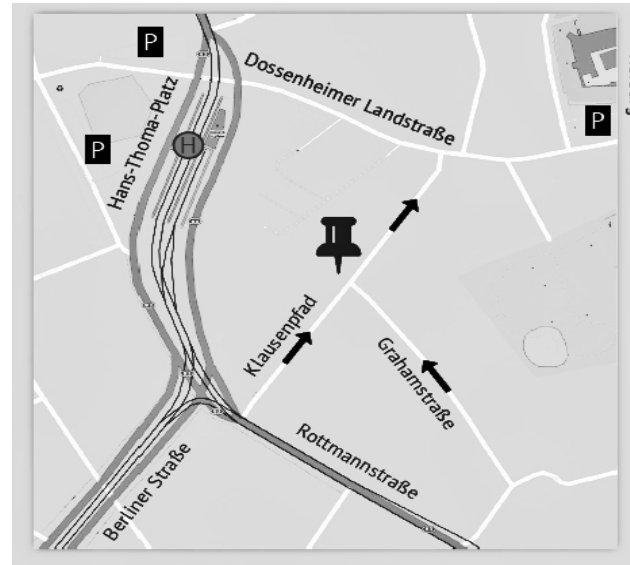 P
Dossenheimer Landstraße
Hans-Thoma-Platz
P
P
H
Klausenpfad
Grahamstraße
Rottmannstraße
Berliner Straße